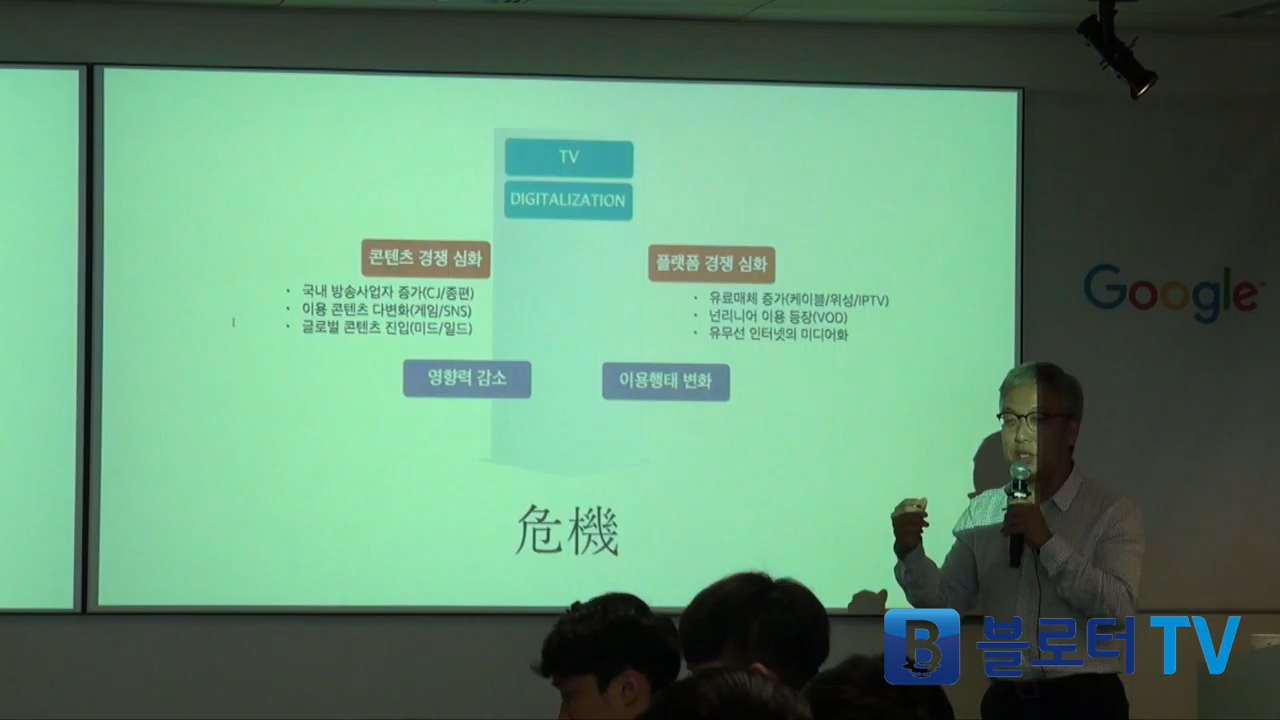 TV
DIGITALIZATION
콘텐츠 경쟁 심화
• 국내 방송사업자 증가(CJ/종편)
• 이용 콘텐츠 다변화(게임/SNS)
• 글로벌 콘텐츠 진입(미드/일드)
플랫폼 경쟁 심화
• 유료매체 증가(케이블/위성/IPTV)
• 넌리니어 이용 등장(VOD)
• 유무선 인터넷의 미디어화
영향력 감소
이용행태 변화
危機
Google
B 블로터TV